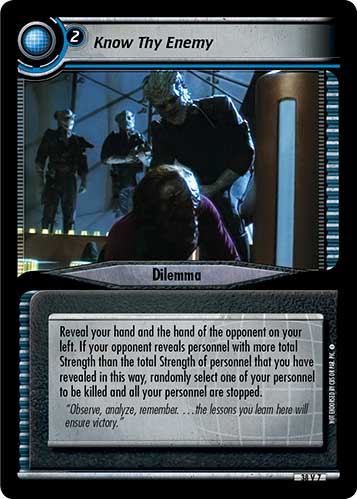 2
Know Thy Enemy
Dilemma
Reveal your hand and the hand of the opponent on your
left. If your opponent reveals personnel with more total
Strength than the total Strength of personnel that you have
revealed in this way, randomly select one of your personnel
to be killed and all your personnel are stopped.
"Observe, analyze, remember. . . .the lessons you learn here will
ensure victory."
38 V 7